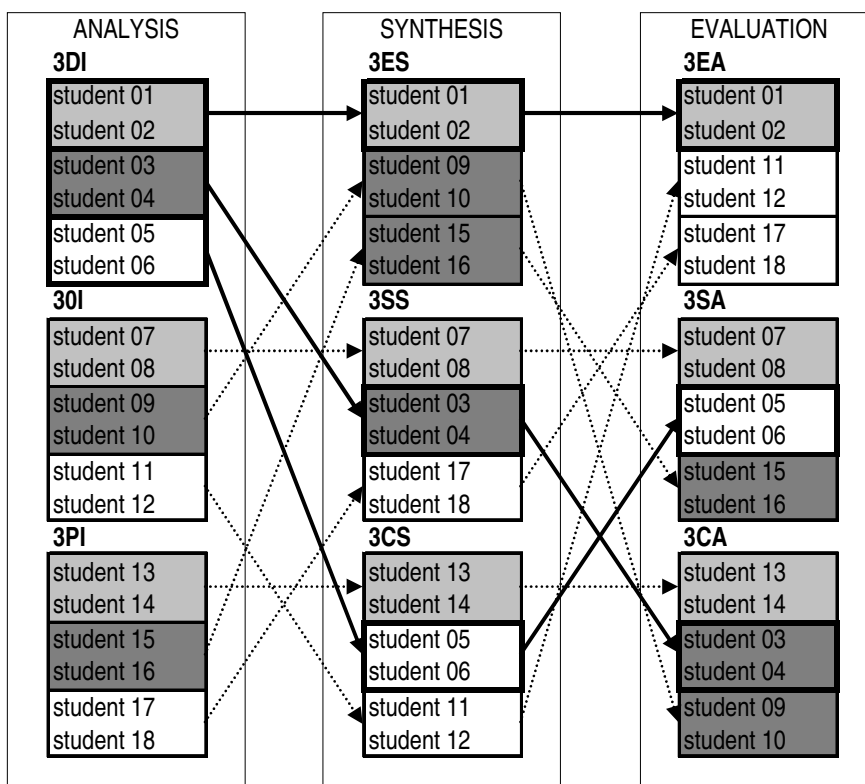 ANALYSIS
3DI
student 01
student 02
student 03
student 04
student 05
student 06
30I
student 07
student 08
student 09
student 10
student 11
student 12
3PI
student 13
student 14
student 15
student 16
student 17
student 18
SYNTHESIS
3ES
student 01
student 02
student 09
student 10
student 15
student 16
3SS
student 07
student 08
student 03
student 04
student 17
student 18
3CS
student 13
student 14
student 05
student 06
student 11
student 12
EVALUATION
3EA
student 01
student 02
student 11
student 12
student 17
student 18
3SA
student 07
student 08
student 05
student 06
student 15
student 16
3CA
student 13
student 14
student 03
student 04
student 09
student 10